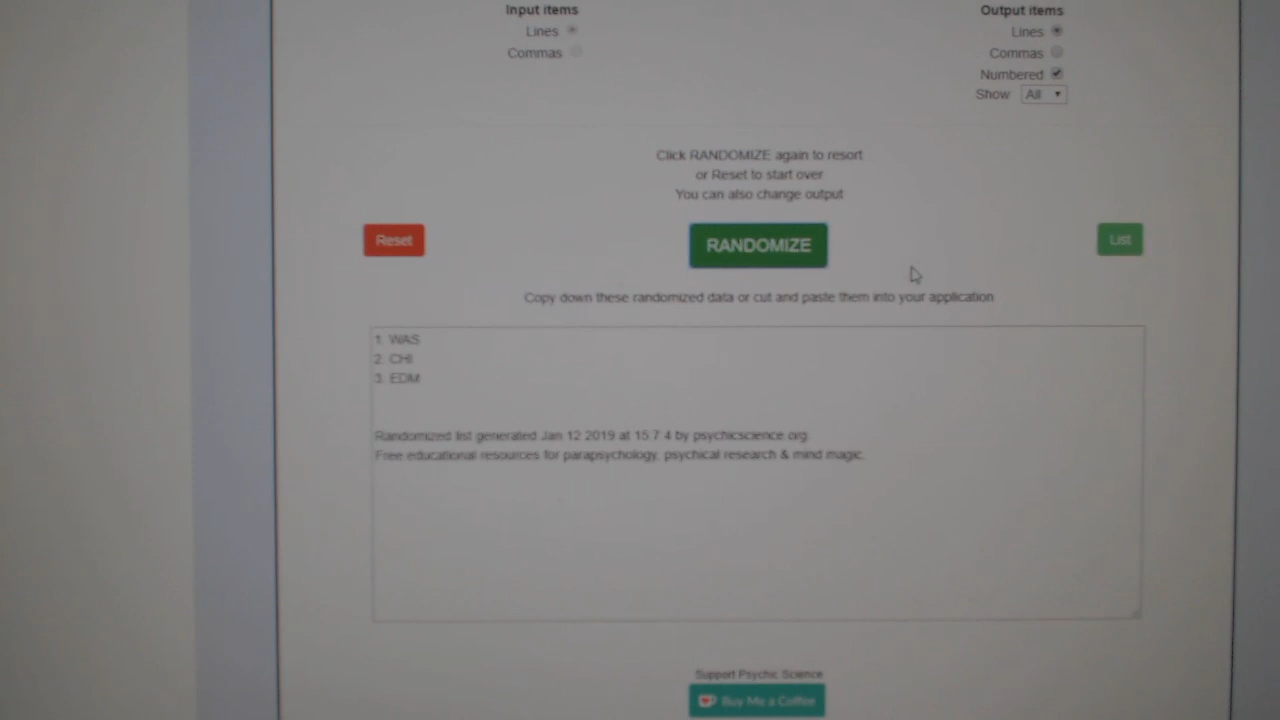 Input items
Output items
Lines
Lines
Commas
Commas
Numbered
Show All
Click RANDOMIZE again to resort
or Reset to start over
You can also change output
Reset
RANDOMIZE
List
Copy down these randomized data or cut and paste them into your application
1. WAS
2. CHI
3. EDM
Randomized list generated Jan 12 2019 at 15.7.4 by psychicscience.org.
Free educational resources for parapsychology, psychical research & mind magic.
Support Psychic Science
Buy Me a Coffee